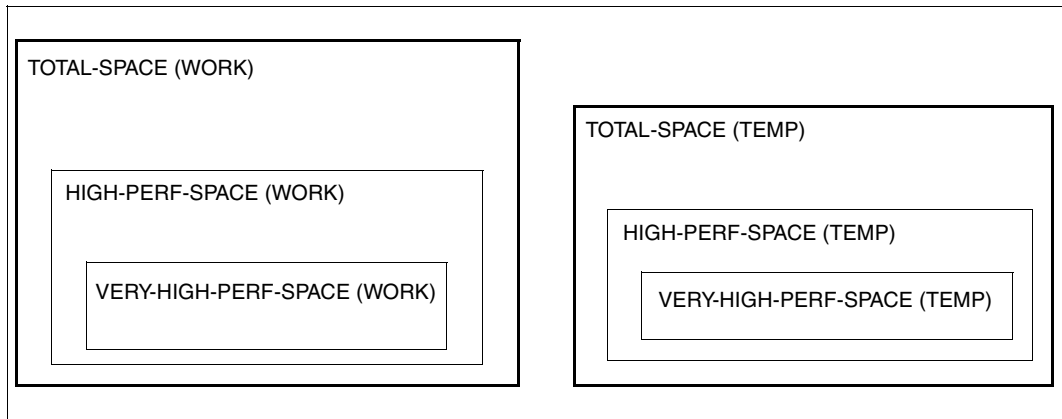 TOTAL-SPACE (WORK)
HIGH-PERF-SPACE (WORK)
VERY-HIGH-PERF-SPACE (WORK)
TOTAL-SPACE (TEMP)
HIGH-PERF-SPACE (TEMP)
VERY-HIGH-PERF-SPACE (TEMP)